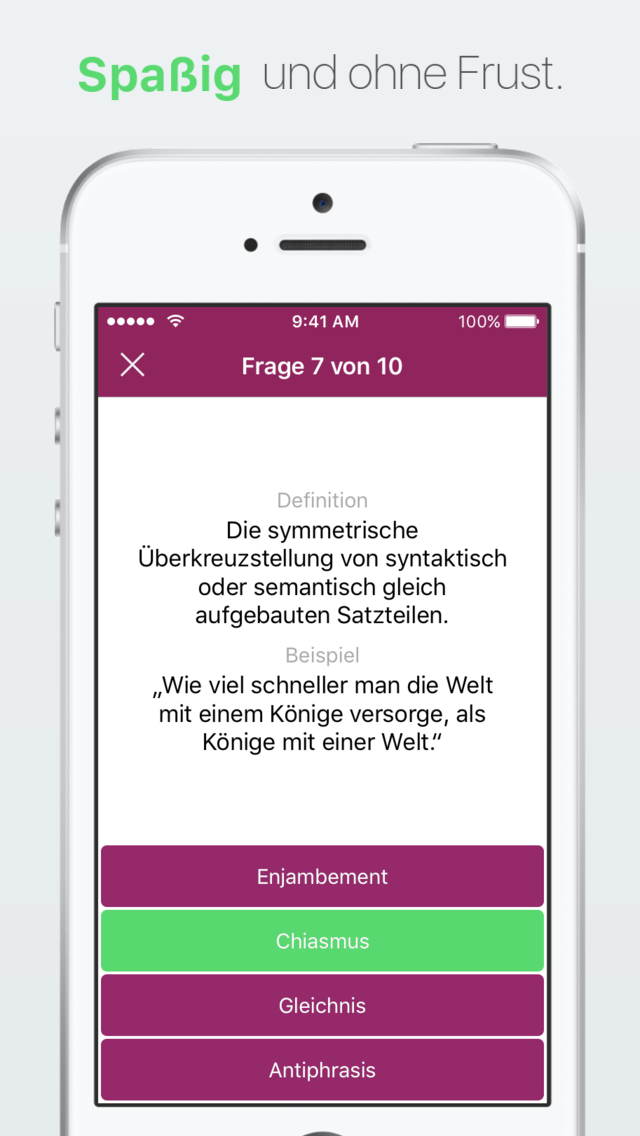 Spaßig und ohne Frust.
9:41 AM 100%
Frage 7 von 10
Definition
Die symmetrische
Überkreuzstellung von syntaktisch
oder semantisch gleich
aufgebauten Satzteilen.
Beispiel
„Wie viel schneller man die Welt
mit einem Könige versorge, als
Könige mit einer Welt.“
Enjambement
Chiasmus
Gleichnis
Antiphrasis